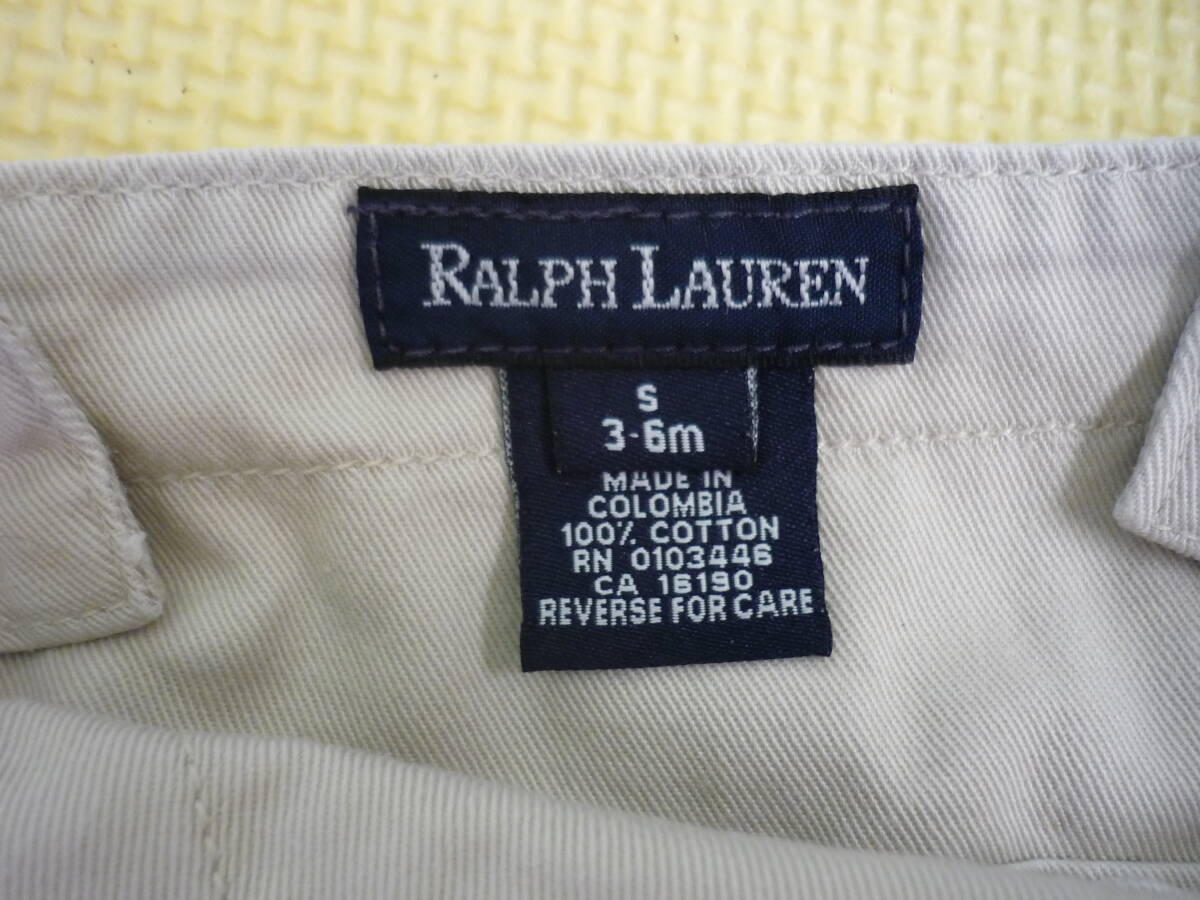 RALPH LAUREN
S
3-6m
MADE IN
COLOMBIA
100% COTTON
RN 0103446
CA 16190
REVERSE FOR CARE